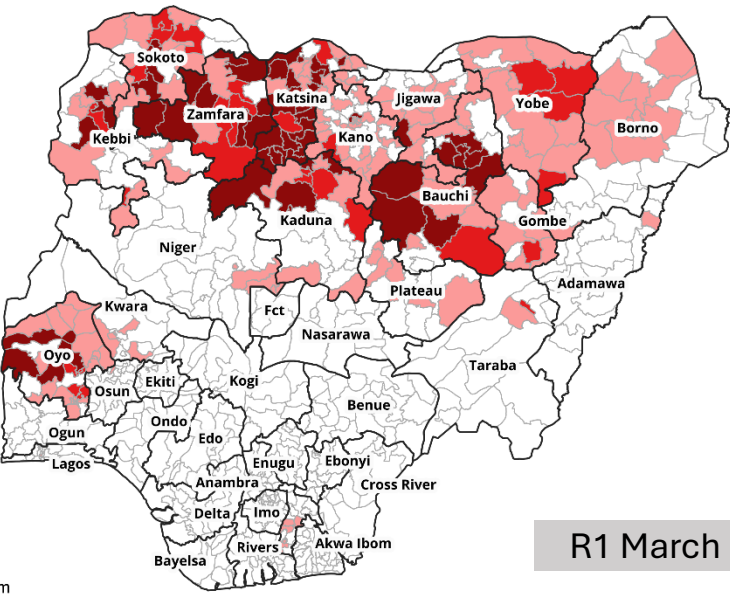 Sokoto
Katsina
Jigawa
Yobe
Zamfara
Borno
Kano
Kebbi
Bauchi
Kaduna
Gombe
Niger
Adamawa
Plateau
Kwara
Fct
Nasarawa
Oyo
Taraba
Ekiti
Kogi
Osun
Benue
Ondo
Ogun
Edo
Lagos
Enugu
Ebonyi
Anambra
Cross River
Delta
Imo
Rivers
Akwa Ibom
R1 March
Bayelsa
m